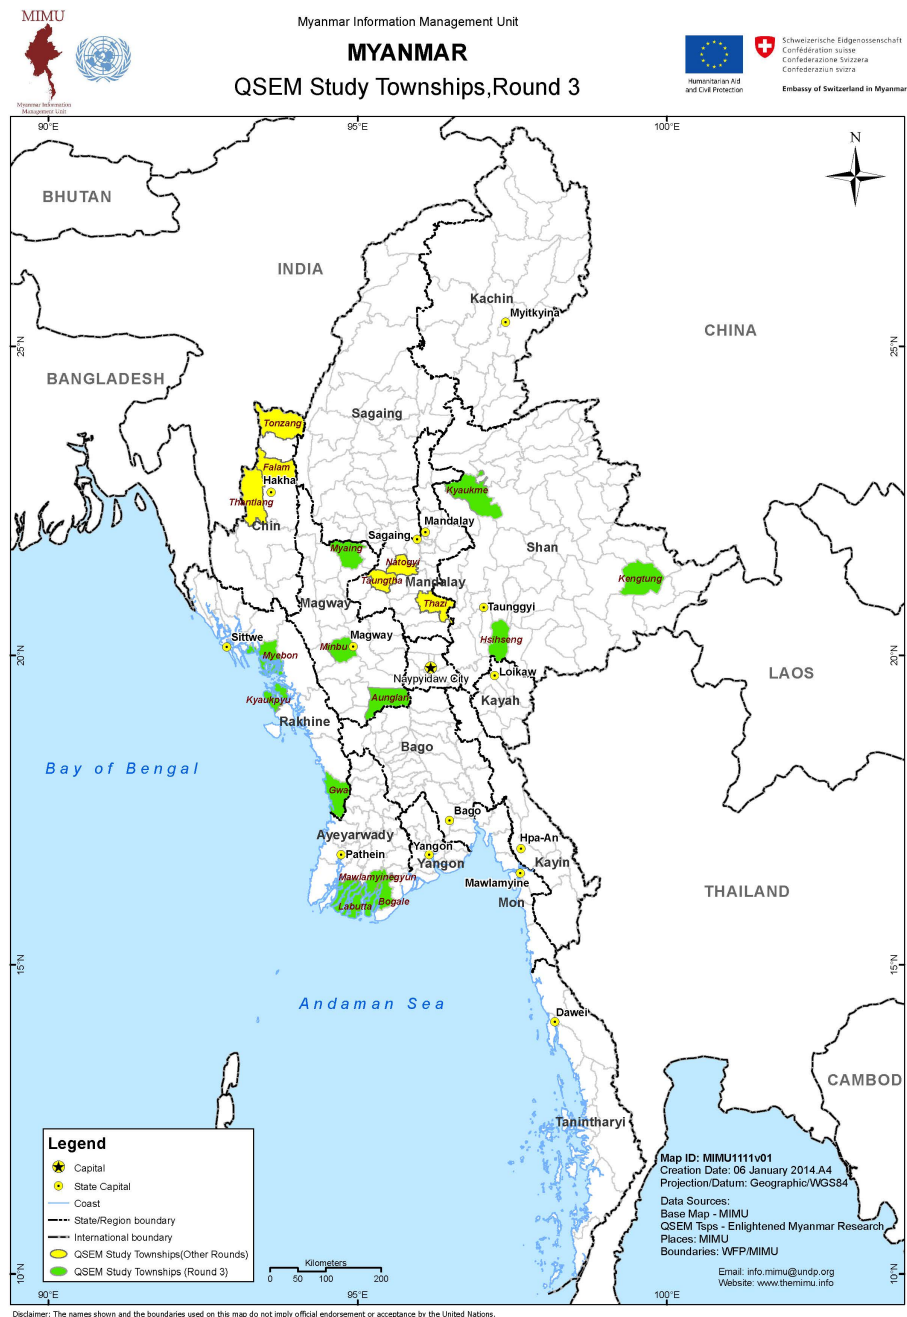 MIMU
Myanmar Information
Management Unit
Myanmar Information Management Unit
MYANMAR
QSEM Study Townships,Round 3
Humanitarian Aid
and Civil Protection
Schweizerische Eidgenossenschaft
Confédération suisse
Confederazione Svizzera
Confederaziun svizra
Embassy of Switzerland in Myanmar
90°E
95°E
100°E
N
BHUTAN
INDIA
Kachin
Myitkyina
CHINA
25°N
25°N
BANGLADESH
Sagaing
Tonzang
Falam
Hakha
Thantlang
Chin
Kyaukme
Mandalay
Sagaing
Shan
Myaing
Natogyi
Taungtha
Mandalay
Kengtung
Magway
Thazi
Taunggyi
Sittwe
Magway
Minbu
Hsihseng
Myebon
20°N
20°N
Loikaw
Naypyidaw City
LAOS
Kyaukpyu
Aunglan
Kayah
Rakhine
Bago
Bay of Bengal
Gwa
Bago
Ayeyarwady
Hpa-An
Pathein
Yangon
Yangon
Kayin
Mawlamyinegyun
Mawlamyine
THAILAND
Labutta
Bogale
Mon
15°N
15°N
Andaman Sea
Dawei
CAMBOD
Tanintharyi
Legend
Capital
State Capital
Coast
State/Region boundary
International boundary
QSEM Study Townships(Other Rounds)
QSEM Study Townships (Round 3)
Kilometers
0 50 100 200
Map ID: MIMU1111v01
Creation Date: 06 January 2014.A4
Projection/Datum: Geographic/WGS84
Data Sources:
Base Map - MIMU
QSEM Tsps - Enlightened Myanmar Research
Places: MIMU
Boundaries: WFP/MIMU
Email: info.mimu@undp.org
Website: www.themimu.info
10°N
10°N
90°E
95°E
100°E
Disclaimer: The names shown and the boundaries used on this map do not imply official endorsement or acceptance by the United Nations.